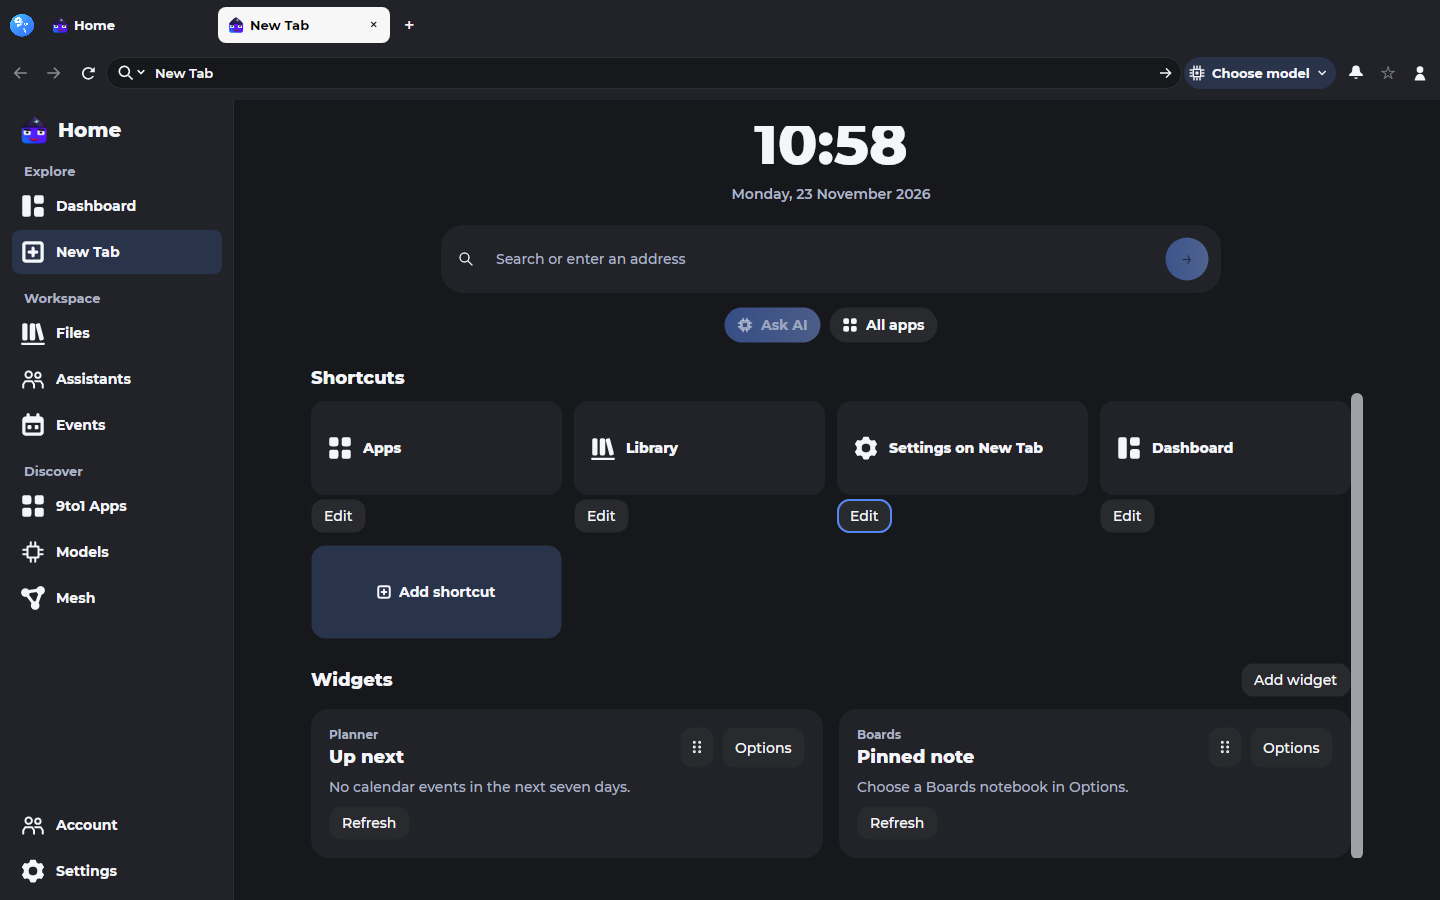 Home
New Tab
New Tab
Choose model
Home
Explore
Dashboard
New Tab
Workspace
Files
Assistants
Events
Discover
9to1 Apps
Models
Mesh
Account
Settings
10:58
Monday, 23 November 2026
Search or enter an address
Ask AI
All apps
Shortcuts
Apps
Library
Settings on New Tab
Dashboard
Edit
Edit
Edit
Edit
Add shortcut
Widgets
Add widget
Planner
Up next
Options
No calendar events in the next seven days.
Refresh
Boards
Pinned note
Options
Choose a Boards notebook in Options.
Refresh